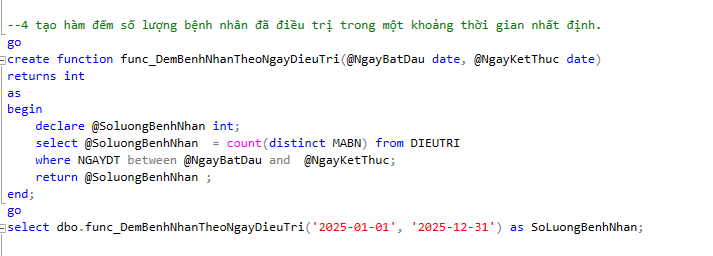 --4 tạo hàm đếm số lượng bệnh nhân đã điều trị trong một khoảng thời gian nhất định.
go
create function func_DemBenhNhanTheoNgayDieuTri(@NgayBatDau date, @NgayKetThuc date)
returns int
as
begin
    declare @SoluongBenhNhan int;
    select @SoluongBenhNhan  = count(distinct MABN) from DIEUTRI
    where NGAYDT between @NgayBatDau and  @NgayKetThuc;
    return @SoluongBenhNhan ;
end;
go
select dbo.func_DemBenhNhanTheoNgayDieuTri('2025-01-01', '2025-12-31') as SoLuongBenhNhan;